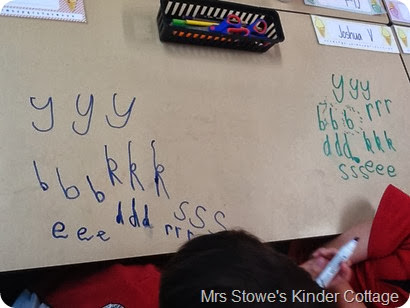 Joshua V
y y y
b b b k k k
e e e d d d r r r s s s
y y y
r r r
b b b
d d d k k k
s s s e e e
Mrs Stowe's Kinder Cottage